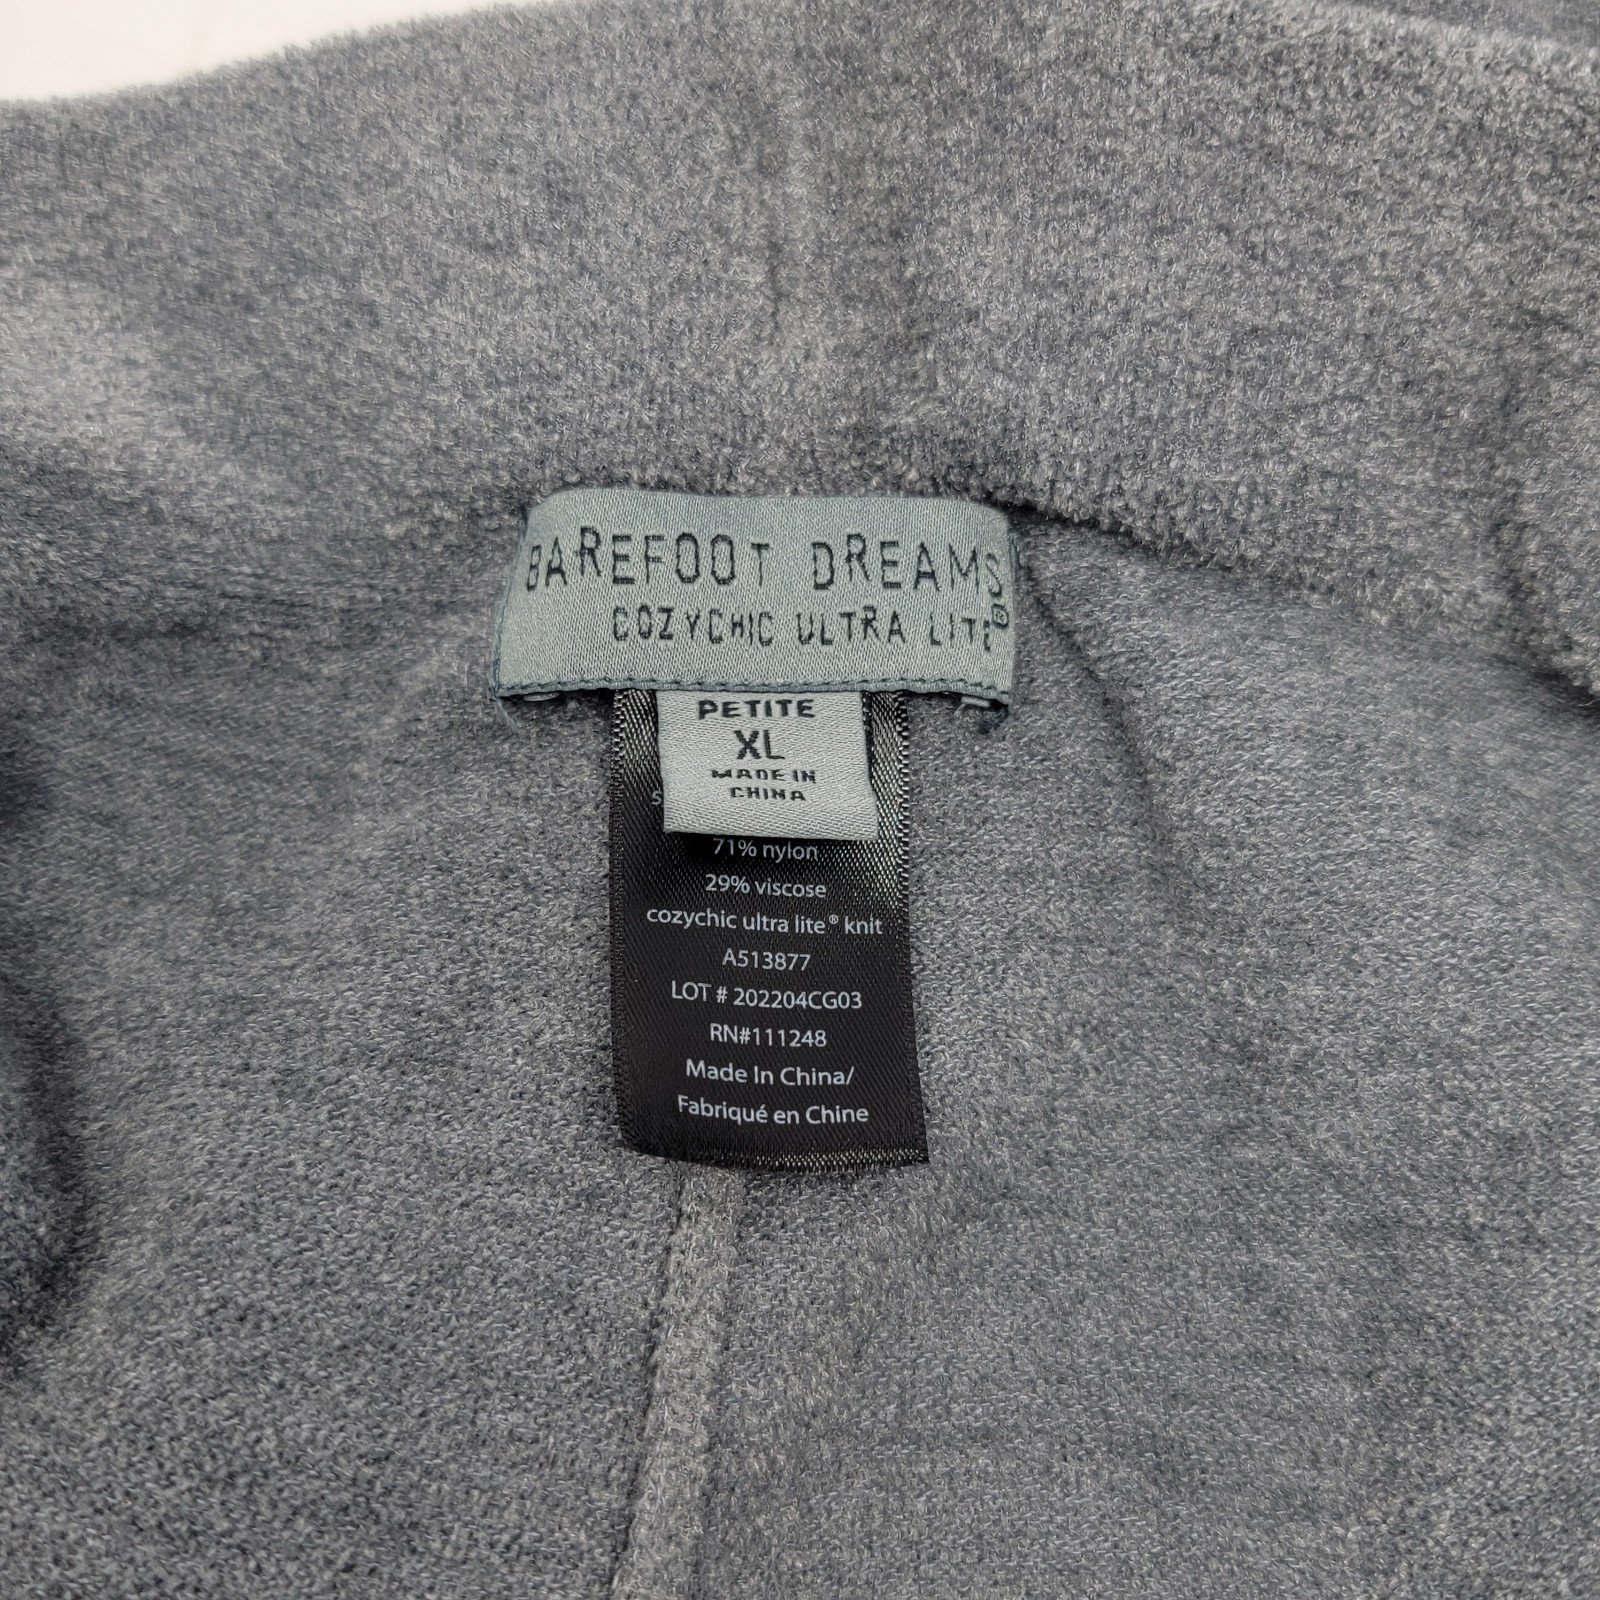 BAREFOOT DREAMS
COZYCHIC ULTRA LITE®
PETITE
XL
MADE IN
CHINA
71% nylon
29% viscose
cozychic ultra lite® knit
A513877
LOT # 202204CG03
RN#111248
Made In China/
Fabriqué en Chine